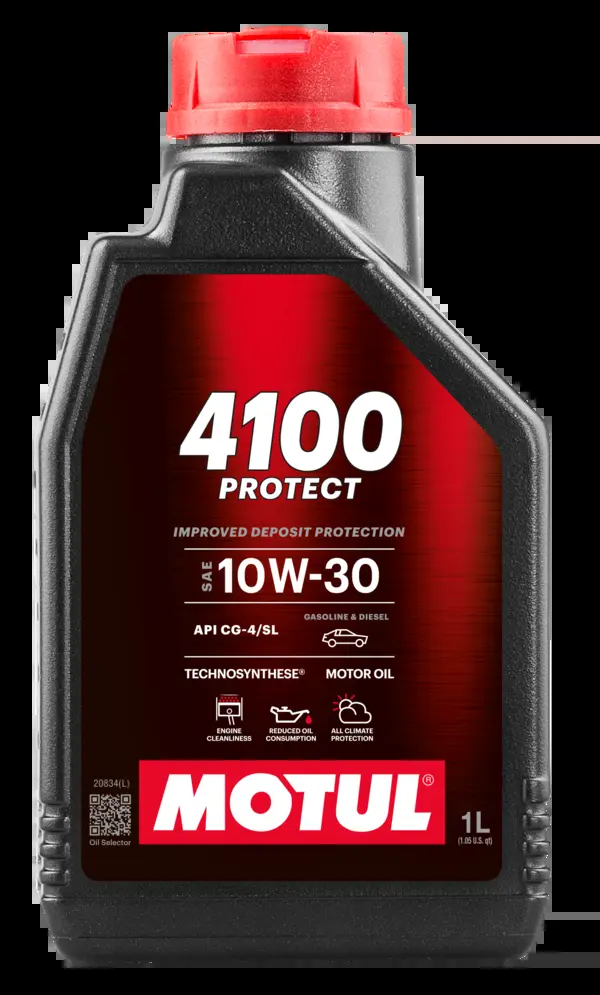 4100
PROTECT
IMPROVED DEPOSIT PROTECTION
SAE 10W-30
API CG-4/SL
GASOLINE & DIESEL
TECHNOSYNTHESE® MOTOR OIL
ENGINE
CLEANLINESS
REDUCED OIL
CONSUMPTION
ALL CLIMATE
PROTECTION
20834(L)
Oil Selector
MOTUL®
1L
(1.05 U.S. qt)